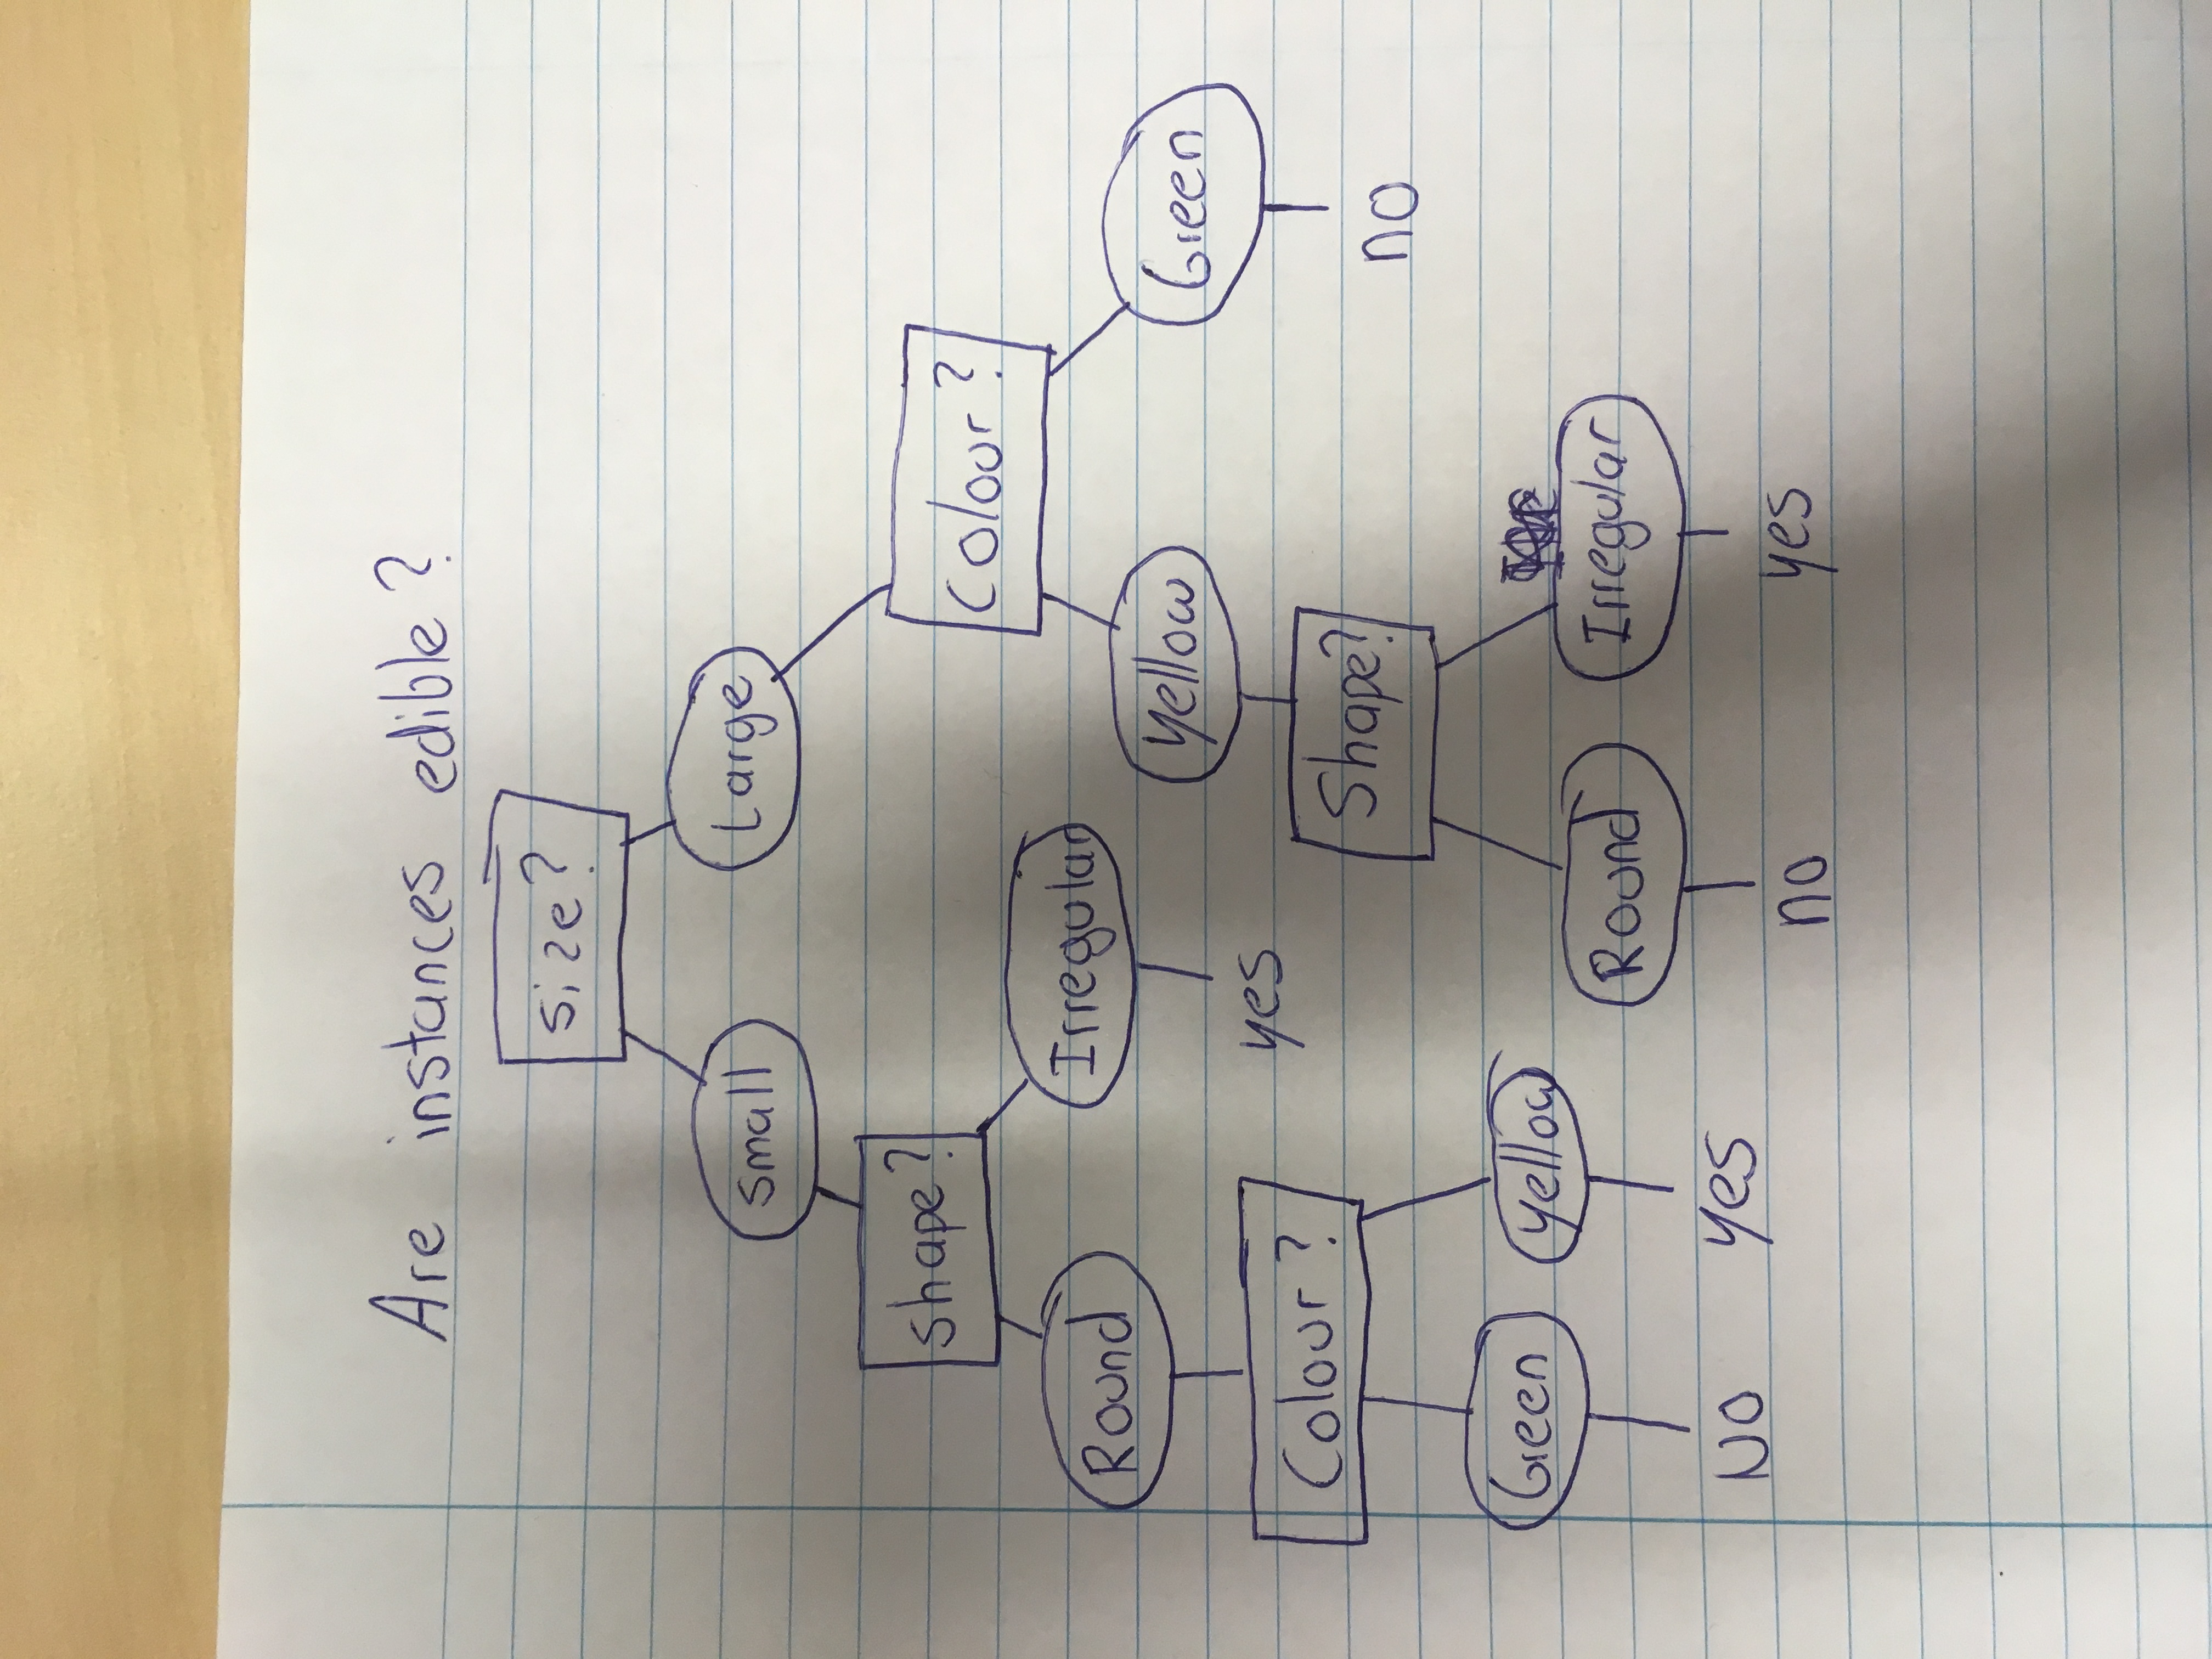 Are instances edible?
size?
small
Large
shape?
Colour?
Round
Irregular
yellow
Green
Colour?
yes
Shape?
no
Green
yellow
Round
Irregular
NO
yes
no
yes